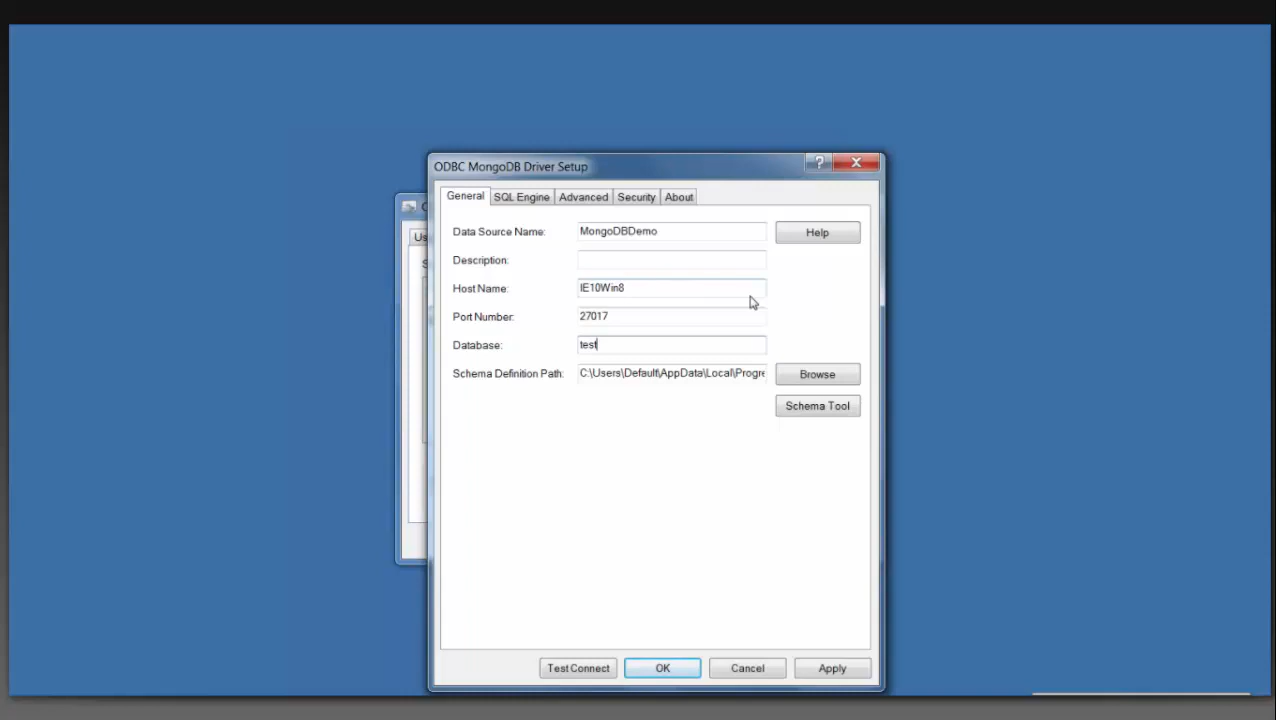 ODBC MongoDB Driver Setup
?
General SQL Engine Advanced Security About
Data Source Name: MongoDBDemo Help
Description:
Host Name: IE10Win8
Port Number: 27017
Database: test
Schema Definition Path: C:\Users\Default\AppData\Local\Progre Browse
Schema Tool
Test Connect OK Cancel Apply